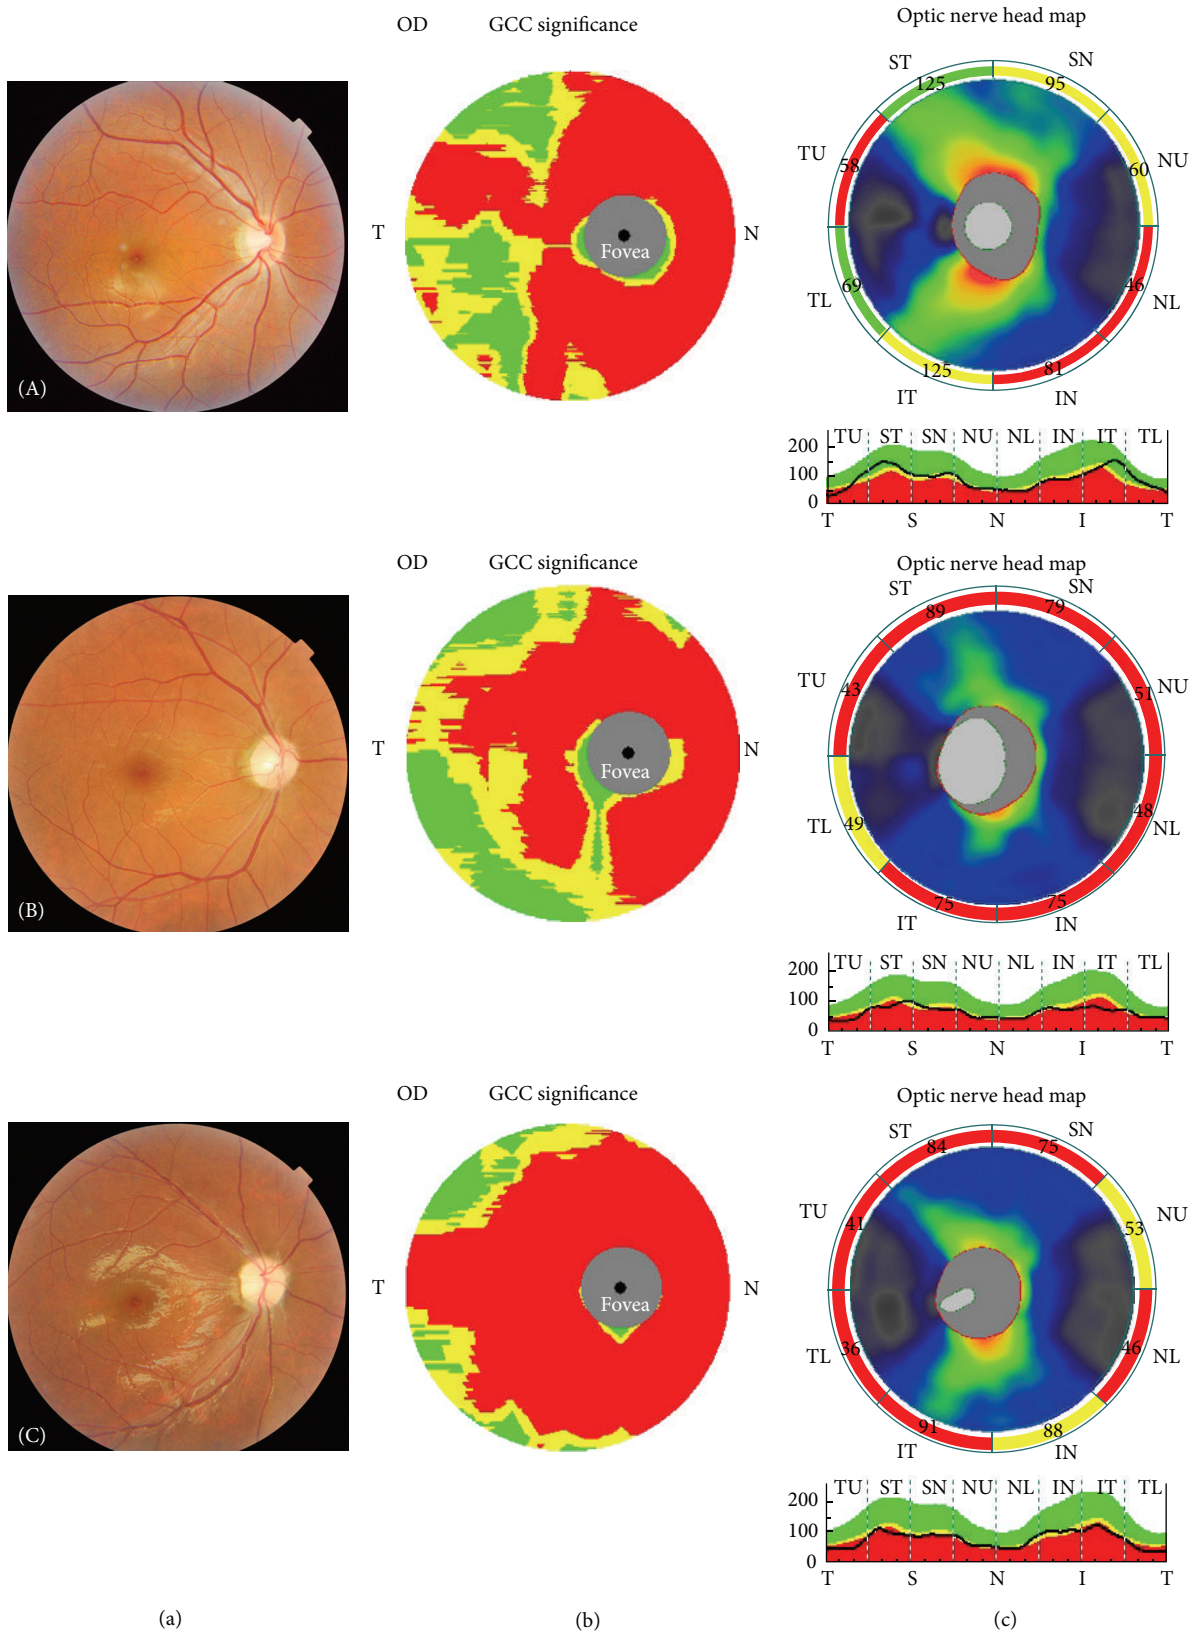 OD GCC significance
Optic nerve head map
ST SN
125 95
TU NU
58 60
T Fovea N
69 46
TL NL
125 81
IT IN
(A)
TU ST SN NU NL IN IT TL
200
100
0
T S N I T
OD GCC significance
Optic nerve head map
ST SN
89 79
TU NU
43 51
T Fovea N
49 48
TL NL
75 75
IT IN
(B)
TU ST SN NU NL IN IT TL
200
100
0
T S N I T
OD GCC significance
Optic nerve head map
ST SN
84 75
TU NU
41 53
T Fovea N
36 46
TL NL
91 88
IT IN
(C)
TU ST SN NU NL IN IT TL
200
100
0
T S N I T
(a) (b) (c)